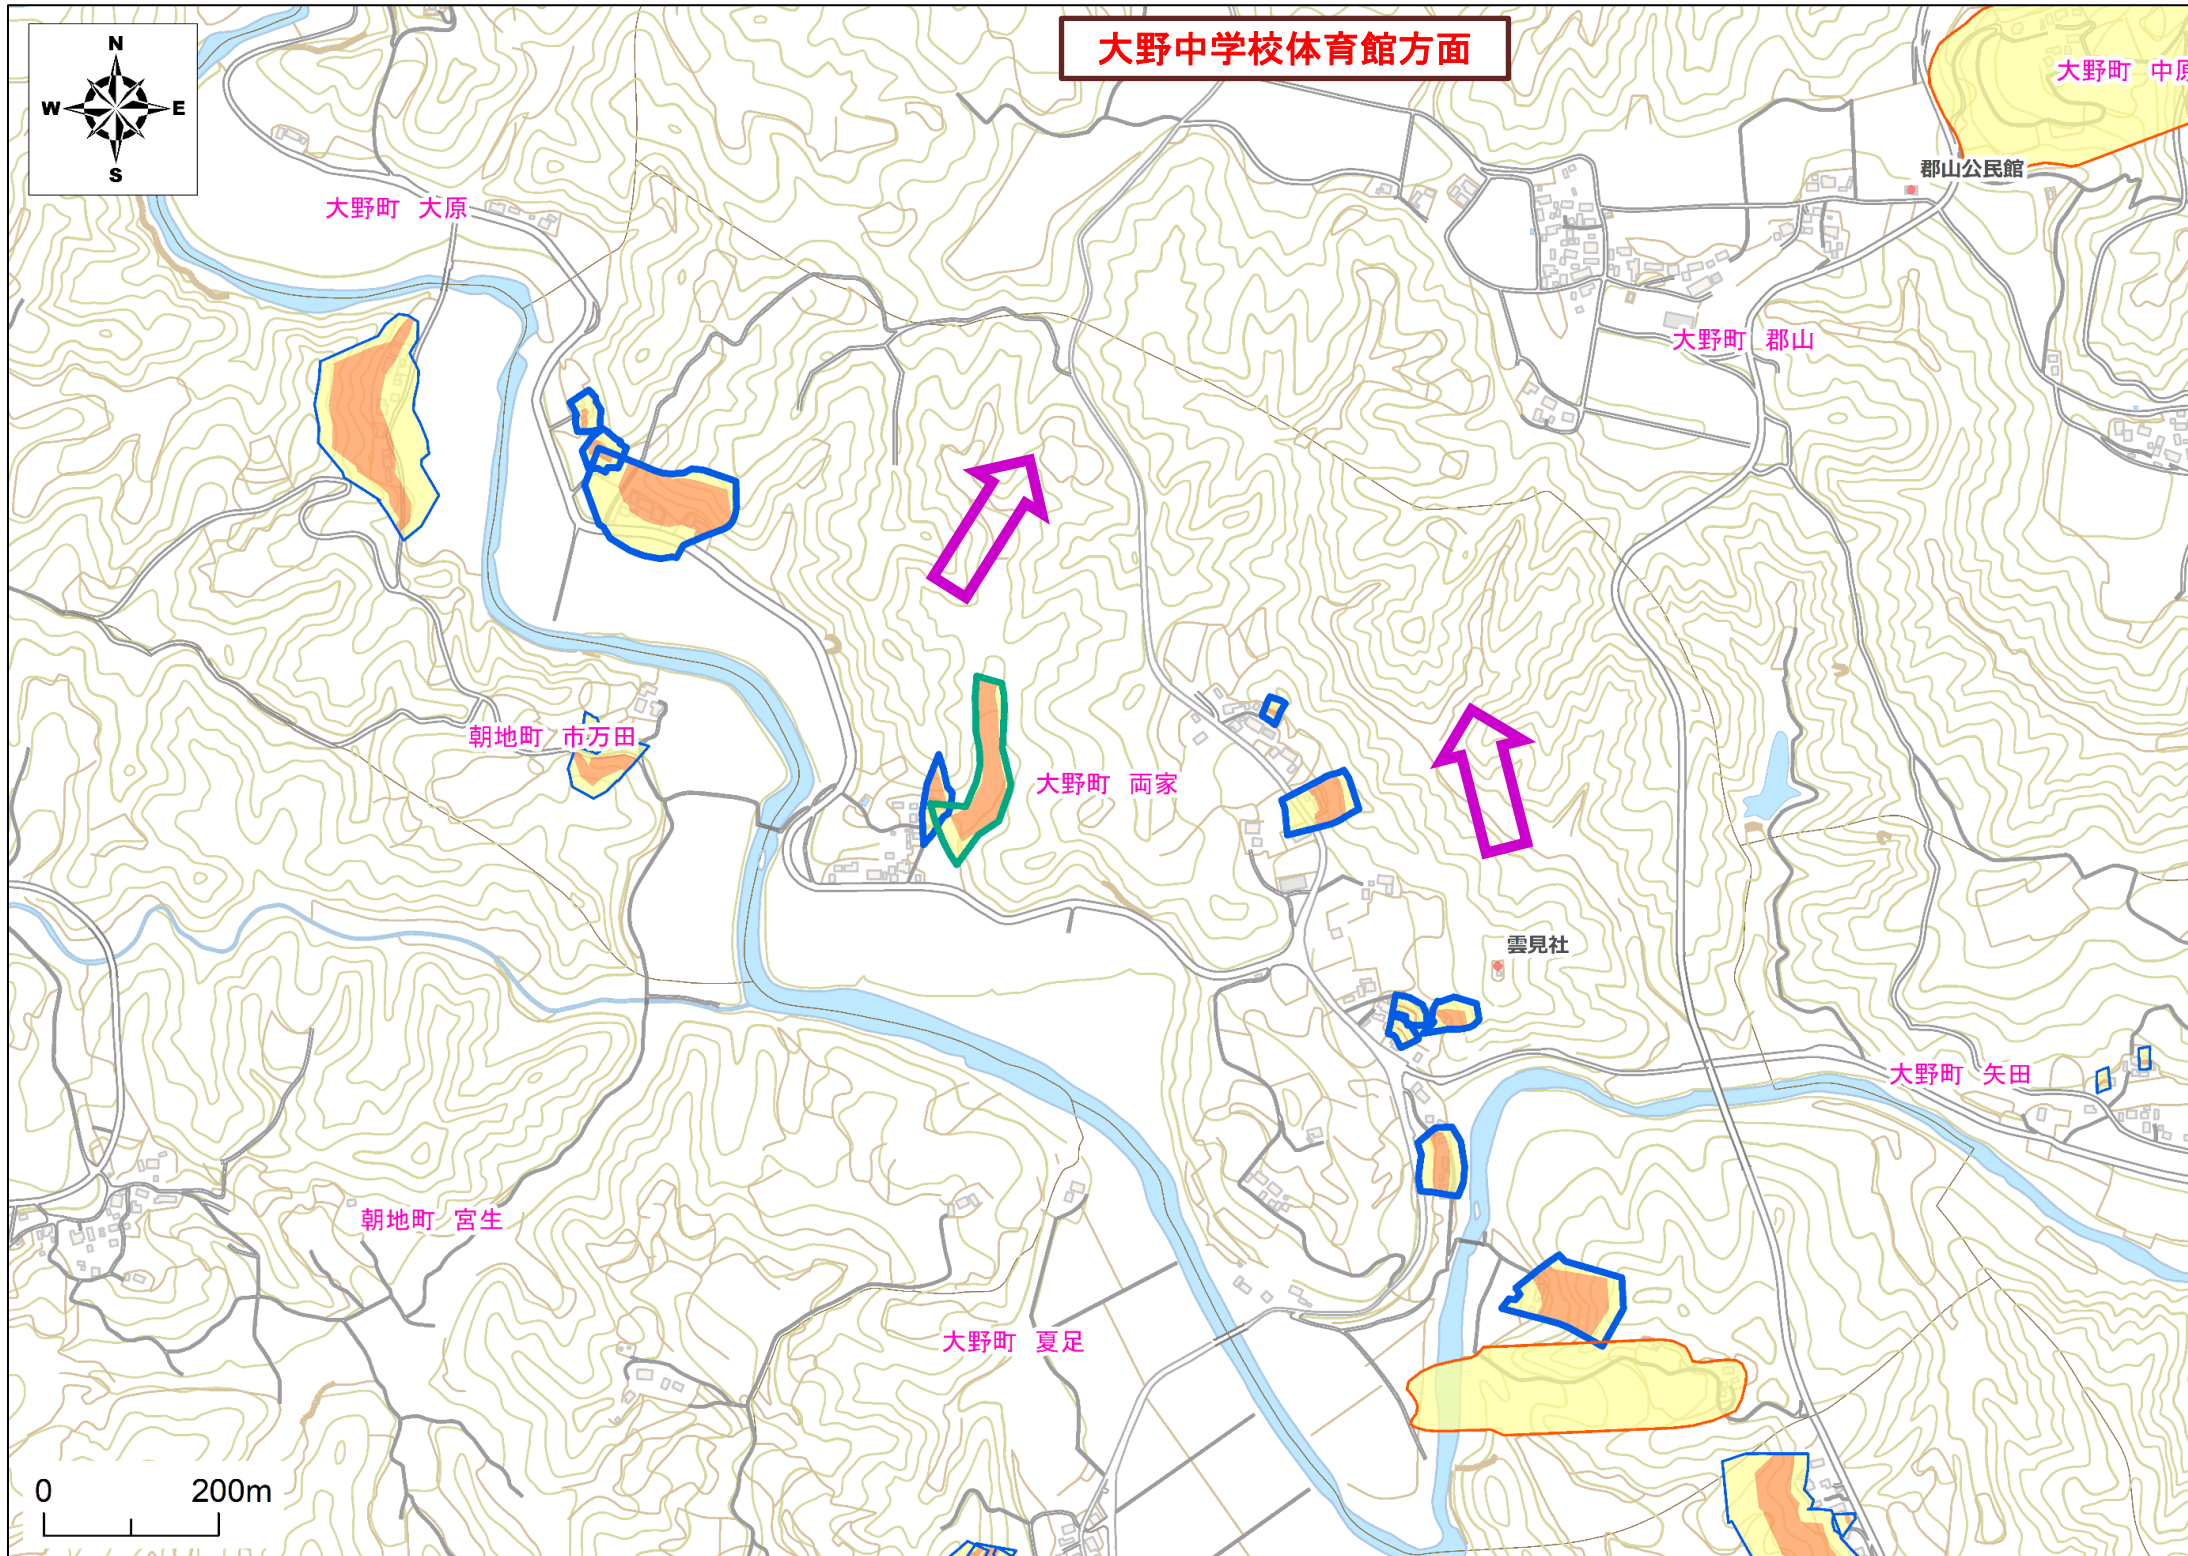 大野中学校体育館方面
N
W E
S
大野町 中原
郡山公民館
大野町 大原
大野町 郡山
朝地町 市万田
大野町 両家
雲見社
大野町 矢田
朝地町 宮生
大野町 夏足
0 200m